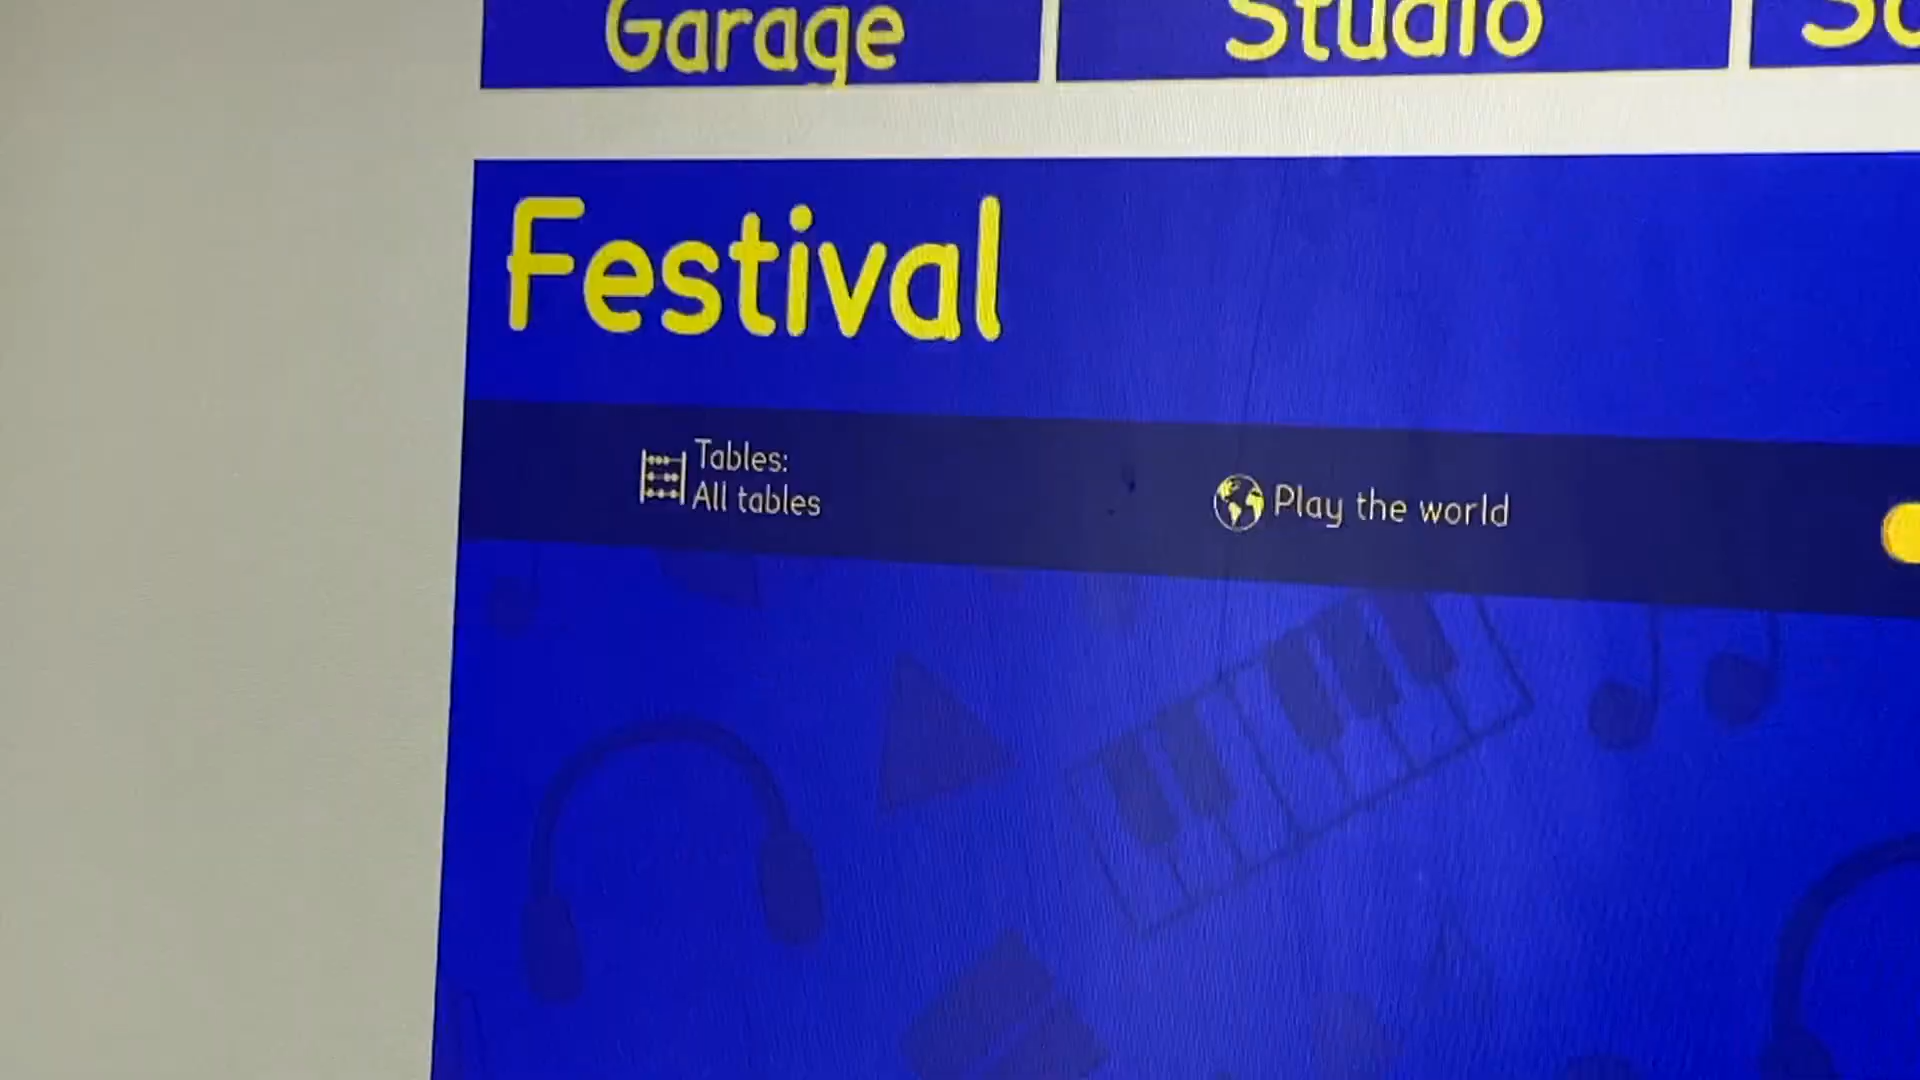 Garage Studio
Festival
Tables:
All tables
Play the world